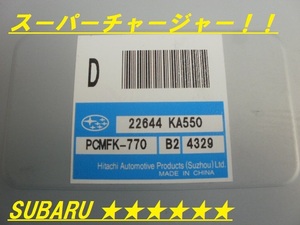 スーパーチャージャー！！
D
22644 KA550
PCMFK-770 B2 4329
Hitachi Automotive Products (Suzhou) Ltd.
MADE IN CHINA
SUBARU ★★★★★★